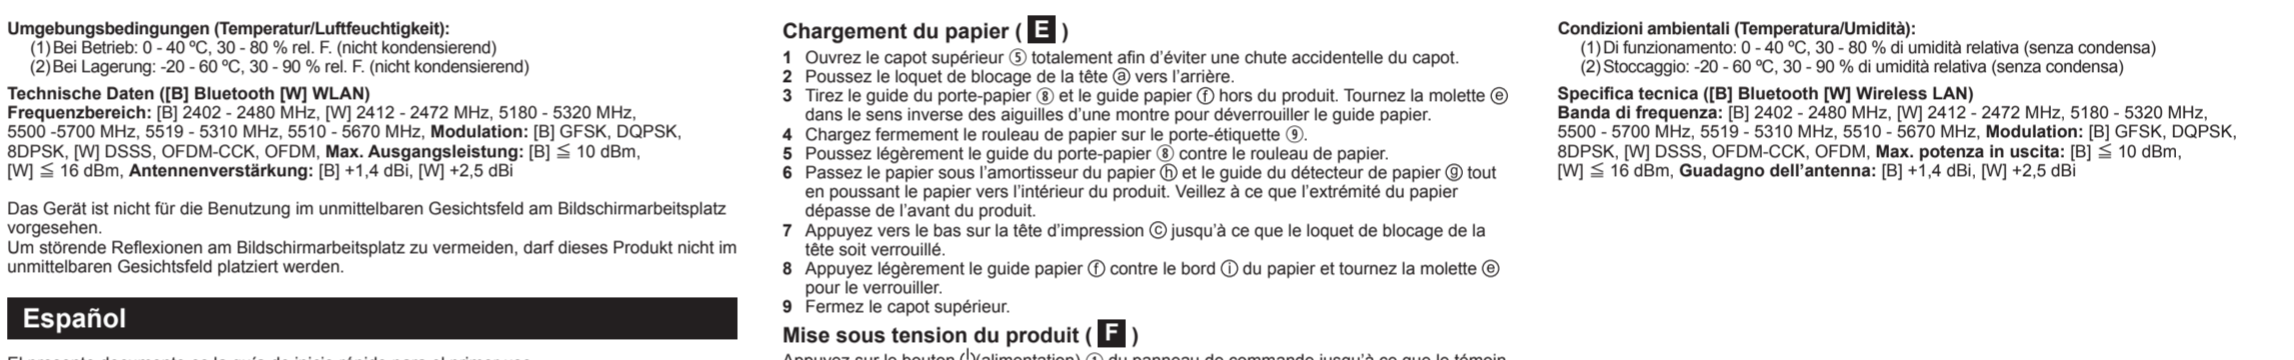 Umgebungsbedingungen (Temperatur/Luftfeuchtigkeit):
(1) Bei Betrieb: 0 - 40 ºC, 30 - 80 % rel. F. (nicht kondensierend)
(2) Bei Lagerung: -20 - 60 ºC, 30 - 90 % rel. F. (nicht kondensierend)
Technische Daten ([B] Bluetooth [W] WLAN)
Frequenzbereich: [B] 2402 - 2480 MHz, [W] 2412 - 2472 MHz, 5180 - 5320 MHz,
5500 -5700 MHz, 5519 - 5310 MHz, 5510 - 5670 MHz, Modulation: [B] GFSK, DQPSK,
8DPSK, [W] DSSS, OFDM-CCK, OFDM, Max. Ausgangsleistung: [B] ≦ 10 dBm,
[W] ≦ 16 dBm, Antennenverstärkung: [B] +1,4 dBi, [W] +2,5 dBi
Das Gerät ist nicht für die Benutzung im unmittelbaren Gesichtsfeld am Bildschirmarbeitsplatz
vorgesehen.
Um störende Reflexionen am Bildschirmarbeitsplatz zu vermeiden, darf dieses Produkt nicht im
unmittelbaren Gesichtsfeld platziert werden.
Español
Chargement du papier ( E )
1 Ouvrez le capot supérieur ⑤ totalement afin d’éviter une chute accidentelle du capot.
2 Poussez le loquet de blocage de la tête ⓐ vers l’arrière.
3 Tirez le guide du porte-papier ⑧ et le guide papier ⓕ hors du produit. Tournez la molette ⓔ
dans le sens inverse des aiguilles d’une montre pour déverrouiller le guide papier.
4 Chargez fermement le rouleau de papier sur le porte-étiquette ⑨.
5 Poussez légèrement le guide du porte-papier ⑧ contre le rouleau de papier.
6 Passez le papier sous l’amortisseur du papier ⓗ et le guide du détecteur de papier ⓖ tout
en poussant le papier vers l’intérieur du produit. Veillez à ce que l’extrémité du papier
dépasse de l’avant du produit.
7 Appuyez vers le bas sur la tête d’impression ⓒ jusqu’à ce que le loquet de blocage de la
tête soit verrouillé.
8 Appuyez légèrement le guide papier ⓕ contre le bord ⓘ du papier et tournez la molette ⓔ
pour le verrouiller.
9 Fermez le capot supérieur.
Mise sous tension du produit ( F )
Condizioni ambientali (Temperatura/Umidità):
(1) Di funzionamento: 0 - 40 ºC, 30 - 80 % di umidità relativa (senza condensa)
(2) Stoccaggio: -20 - 60 ºC, 30 - 90 % di umidità relativa (senza condensa)
Specifica tecnica ([B] Bluetooth [W] Wireless LAN)
Banda di frequenza: [B] 2402 - 2480 MHz, [W] 2412 - 2472 MHz, 5180 - 5320 MHz,
5500 - 5700 MHz, 5519 - 5310 MHz, 5510 - 5670 MHz, Modulation: [B] GFSK, DQPSK,
8DPSK, [W] DSSS, OFDM-CCK, OFDM, Max. potenza in uscita: [B] ≦ 10 dBm,
[W] ≦ 16 dBm, Guadagno dell’antenna: [B] +1,4 dBi, [W] +2,5 dBi